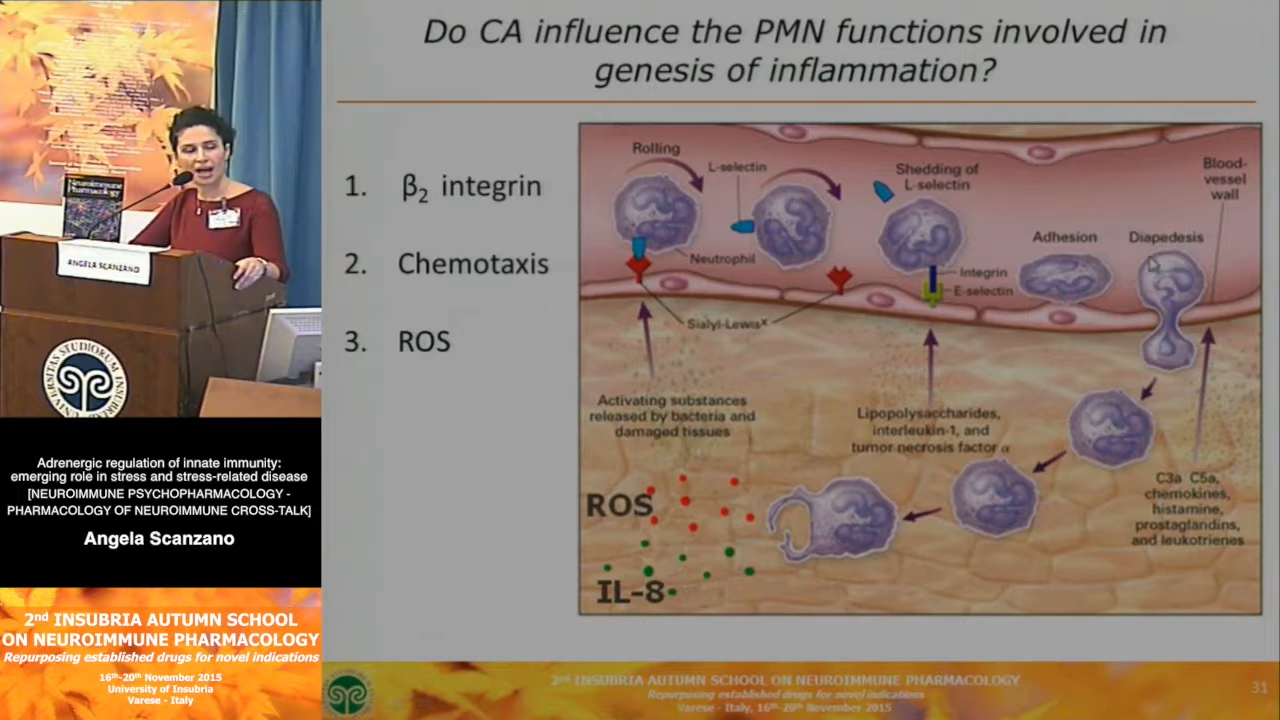 Do CA influence the PMN functions involved in
genesis of inflammation?
1. β₂ integrin
2. Chemotaxis
3. ROS
Rolling
L-selectin
Shedding of
L-selectin
Blood-
vessel
wall
Adhesion
Diapedesis
Neutrophil
Integrin
E-selectin
Sialyl-Lewisˣ
Activating substances
released by bacteria and
damaged tissues
Lipopolysaccharides,
interleukin-1, and
tumor necrosis factor α
C3a C5a,
chemokines,
histamine,
prostaglandins,
and leukotrienes
ROS
IL-8
2nd INSUBRIA AUTUMN SCHOOL ON NEUROIMMUNE PHARMACOLOGY
Repurposing established drugs for novel indications
Varese - Italy, 16th-20th November 2015
31
Neuroimmune
Pharmacology
ANGELA SCANZANO
Adrenergic regulation of innate immunity:
emerging role in stress and stress-related disease
[NEUROIMMUNE PSYCHOPHARMACOLOGY -
PHARMACOLOGY OF NEUROIMMUNE CROSS-TALK]
Angela Scanzano
2nd INSUBRIA AUTUMN SCHOOL
ON NEUROIMMUNE PHARMACOLOGY
Repurposing established drugs for novel indications
16th-20th November 2015
University of Insubria
Varese - Italy